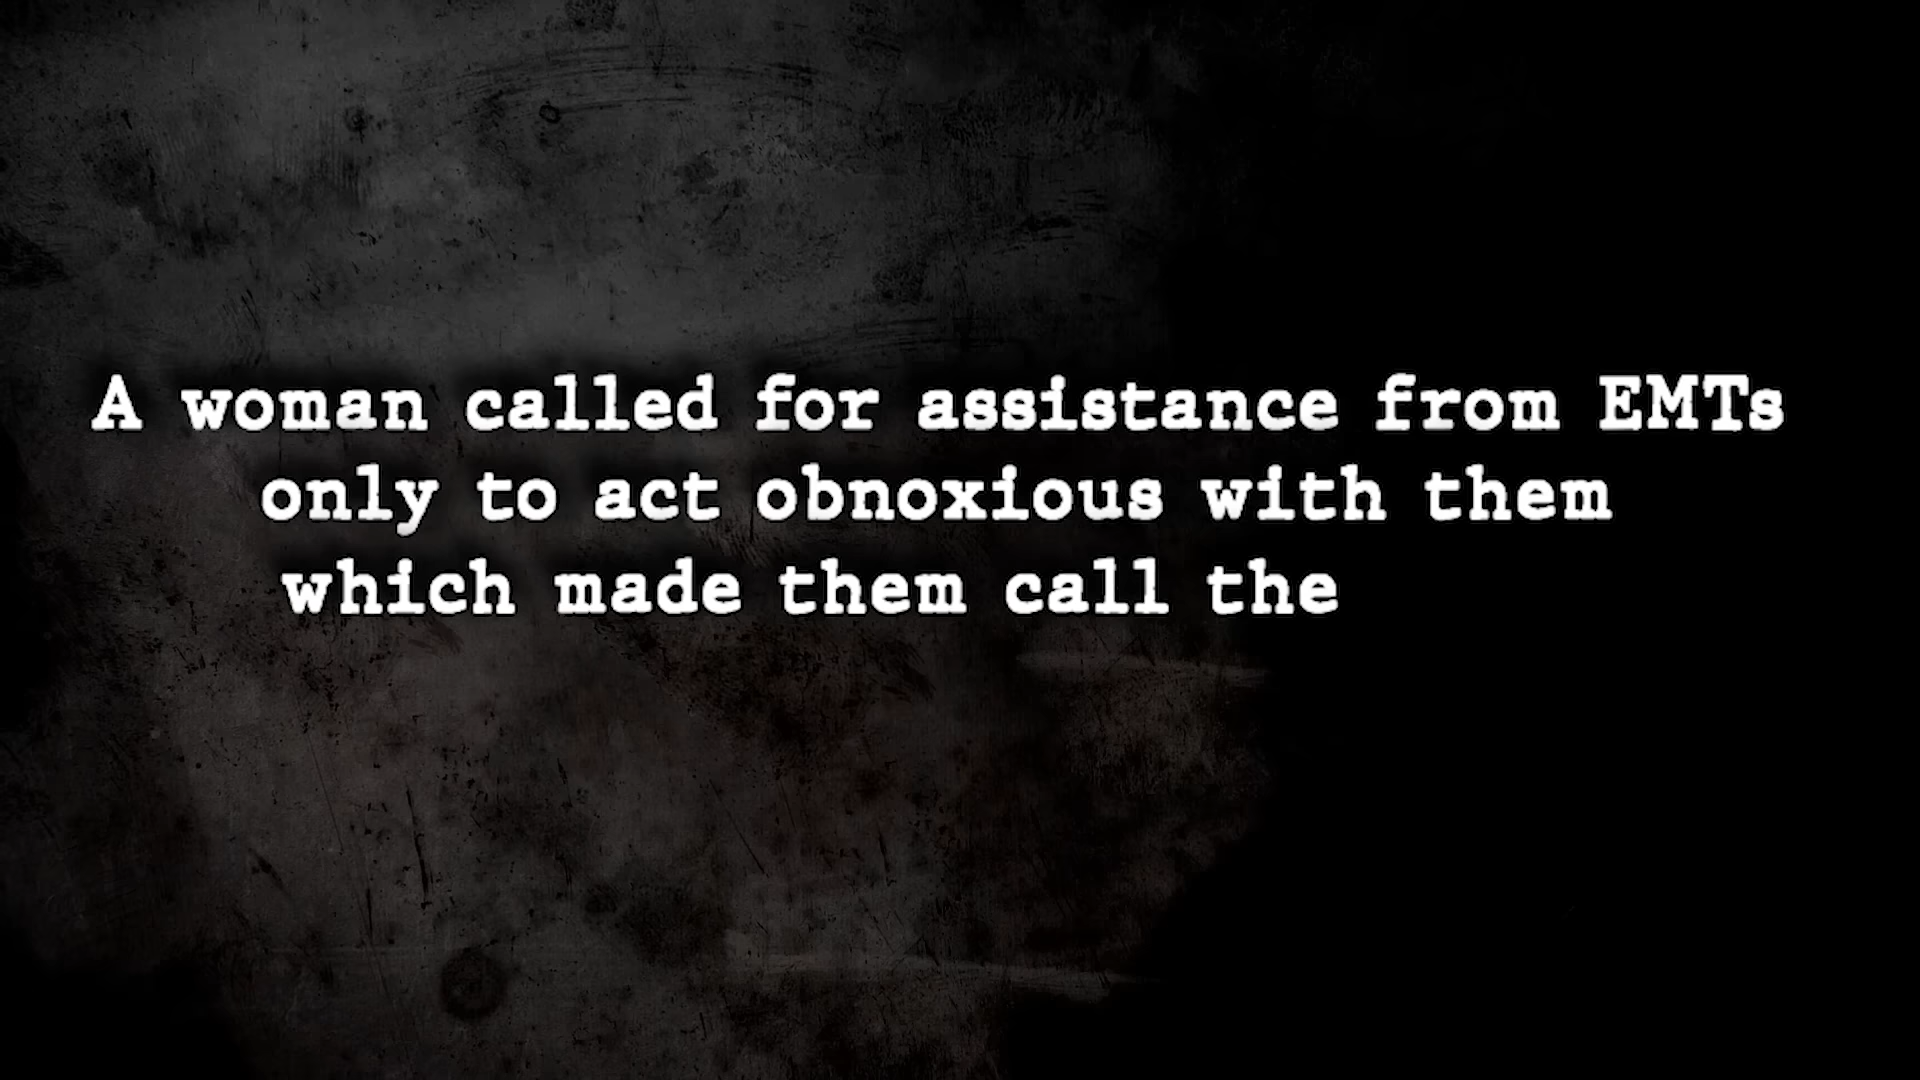 A woman called for assistance from EMTs
only to act obnoxious with them
which made them call the